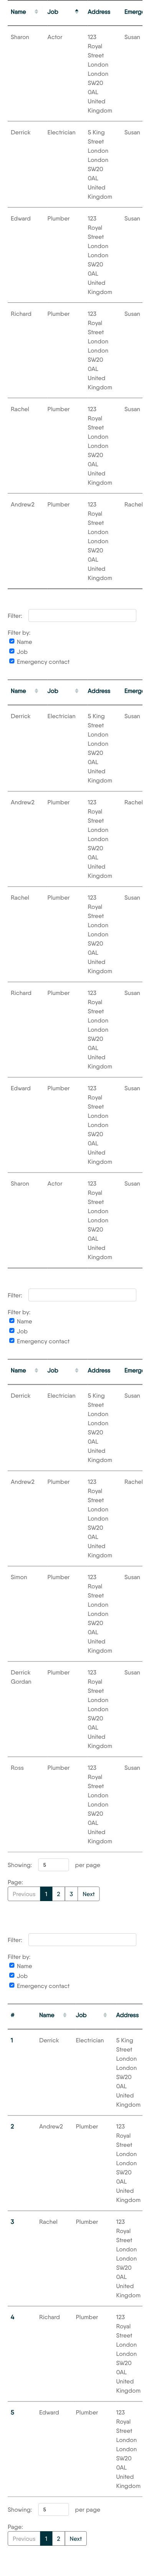 Name Job Address Emerge
Sharon Actor 123 Susan
Royal
Street
London
London
SW20
0AL
United
Kingdom
Derrick Electrician 5 King Susan
Street
London
London
SW20
0AL
United
Kingdom
Edward Plumber 123 Susan
Royal
Street
London
London
SW20
0AL
United
Kingdom
Richard Plumber 123 Susan
Royal
Street
London
London
SW20
0AL
United
Kingdom
Rachel Plumber 123 Susan
Royal
Street
London
London
SW20
0AL
United
Kingdom
Andrew2 Plumber 123 Rachel
Royal
Street
London
London
SW20
0AL
United
Kingdom
Filter:
Filter by:
Name
Job
Emergency contact
Name Job Address Emerge
Derrick Electrician 5 King Susan
Street
London
London
SW20
0AL
United
Kingdom
Andrew2 Plumber 123 Rachel
Royal
Street
London
London
SW20
0AL
United
Kingdom
Rachel Plumber 123 Susan
Royal
Street
London
London
SW20
0AL
United
Kingdom
Richard Plumber 123 Susan
Royal
Street
London
London
SW20
0AL
United
Kingdom
Edward Plumber 123 Susan
Royal
Street
London
London
SW20
0AL
United
Kingdom
Sharon Actor 123 Susan
Royal
Street
London
London
SW20
0AL
United
Kingdom
Filter:
Filter by:
Name
Job
Emergency contact
Name Job Address Emerge
Derrick Electrician 5 King Susan
Street
London
London
SW20
0AL
United
Kingdom
Andrew2 Plumber 123 Rachel
Royal
Street
London
London
SW20
0AL
United
Kingdom
Simon Plumber 123 Susan
Royal
Street
London
London
SW20
0AL
United
Kingdom
Derrick Plumber 123 Susan
Gordan Royal
Street
London
London
SW20
0AL
United
Kingdom
Ross Plumber 123 Susan
Royal
Street
London
London
SW20
0AL
United
Kingdom
Showing: 5 per page
Page:
Previous 1 2 3 Next
Filter:
Filter by:
Name
Job
Emergency contact
# Name Job Address
1 Derrick Electrician 5 King
Street
London
London
SW20
0AL
United
Kingdom
2 Andrew2 Plumber 123
Royal
Street
London
London
SW20
0AL
United
Kingdom
3 Rachel Plumber 123
Royal
Street
London
London
SW20
0AL
United
Kingdom
4 Richard Plumber 123
Royal
Street
London
London
SW20
0AL
United
Kingdom
5 Edward Plumber 123
Royal
Street
London
London
SW20
0AL
United
Kingdom
Showing: 5 per page
Page:
Previous 1 2 Next